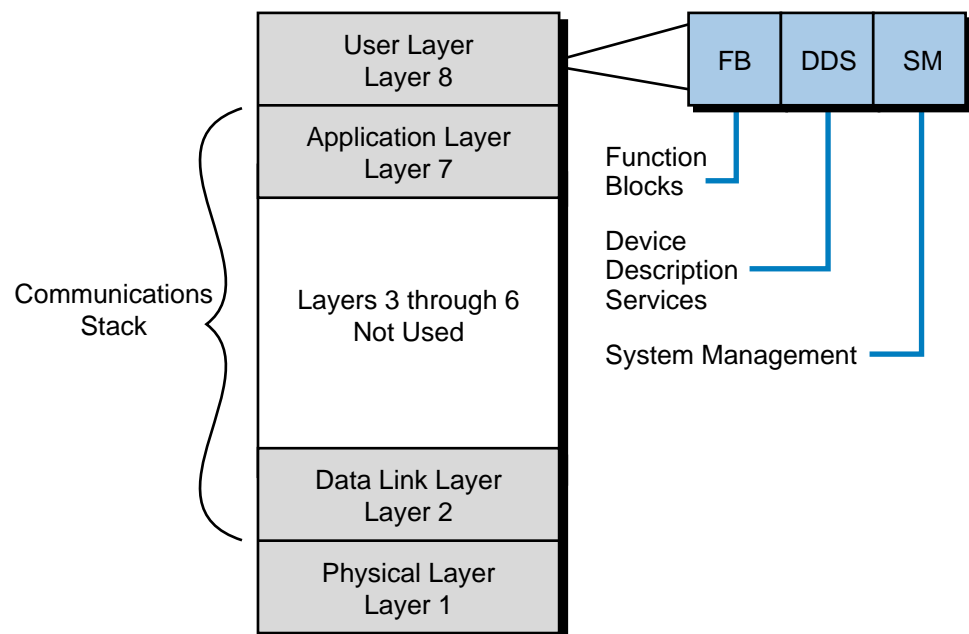 User Layer
Layer 8
Application Layer
Layer 7
Communications
Stack
Layers 3 through 6
Not Used
Data Link Layer
Layer 2
Physical Layer
Layer 1
FB
DDS
SM
Function
Blocks
Device
Description
Services
System Management